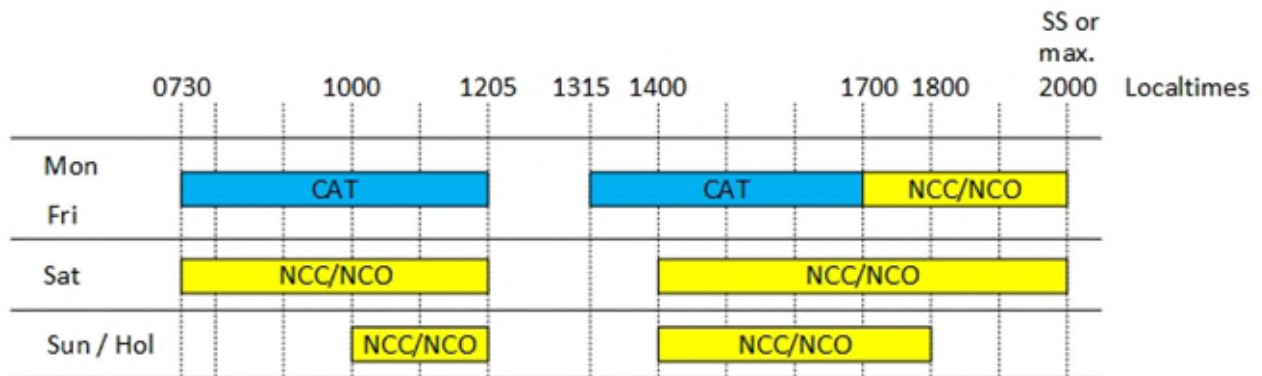 SS or
max.
0730 1000 1205 1315 1400 1700 1800 2000 Localtimes
Mon
CAT CAT NCC/NCO
Fri
Sat NCC/NCO NCC/NCO
Sun / Hol NCC/NCO NCC/NCO